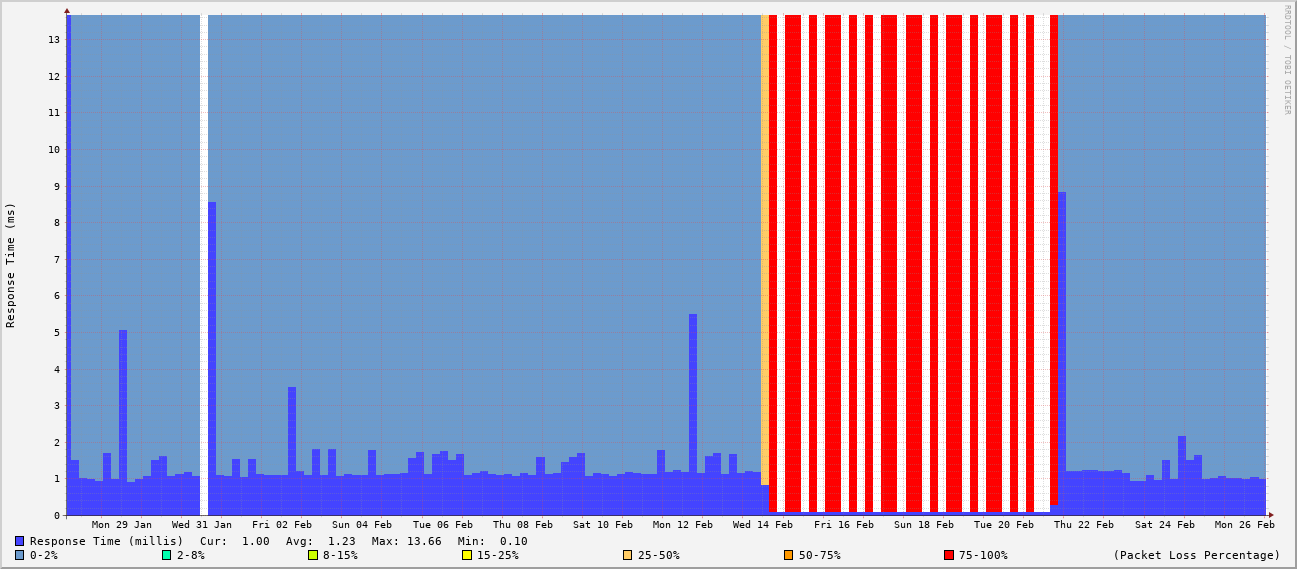 RRDTOOL / TOBI OETIKER
Response Time (ms)
13
12
11
10
9
8
7
6
5
4
3
2
1
0
Mon 29 Jan Wed 31 Jan Fri 02 Feb Sun 04 Feb Tue 06 Feb Thu 08 Feb Sat 10 Feb Mon 12 Feb Wed 14 Feb Fri 16 Feb Sun 18 Feb Tue 20 Feb Thu 22 Feb Sat 24 Feb Mon 26 Feb
Response Time (millis) Cur: 1.00 Avg: 1.23 Max: 13.66 Min: 0.10
0-2% 2-8% 8-15% 15-25% 25-50% 50-75% 75-100% (Packet Loss Percentage)